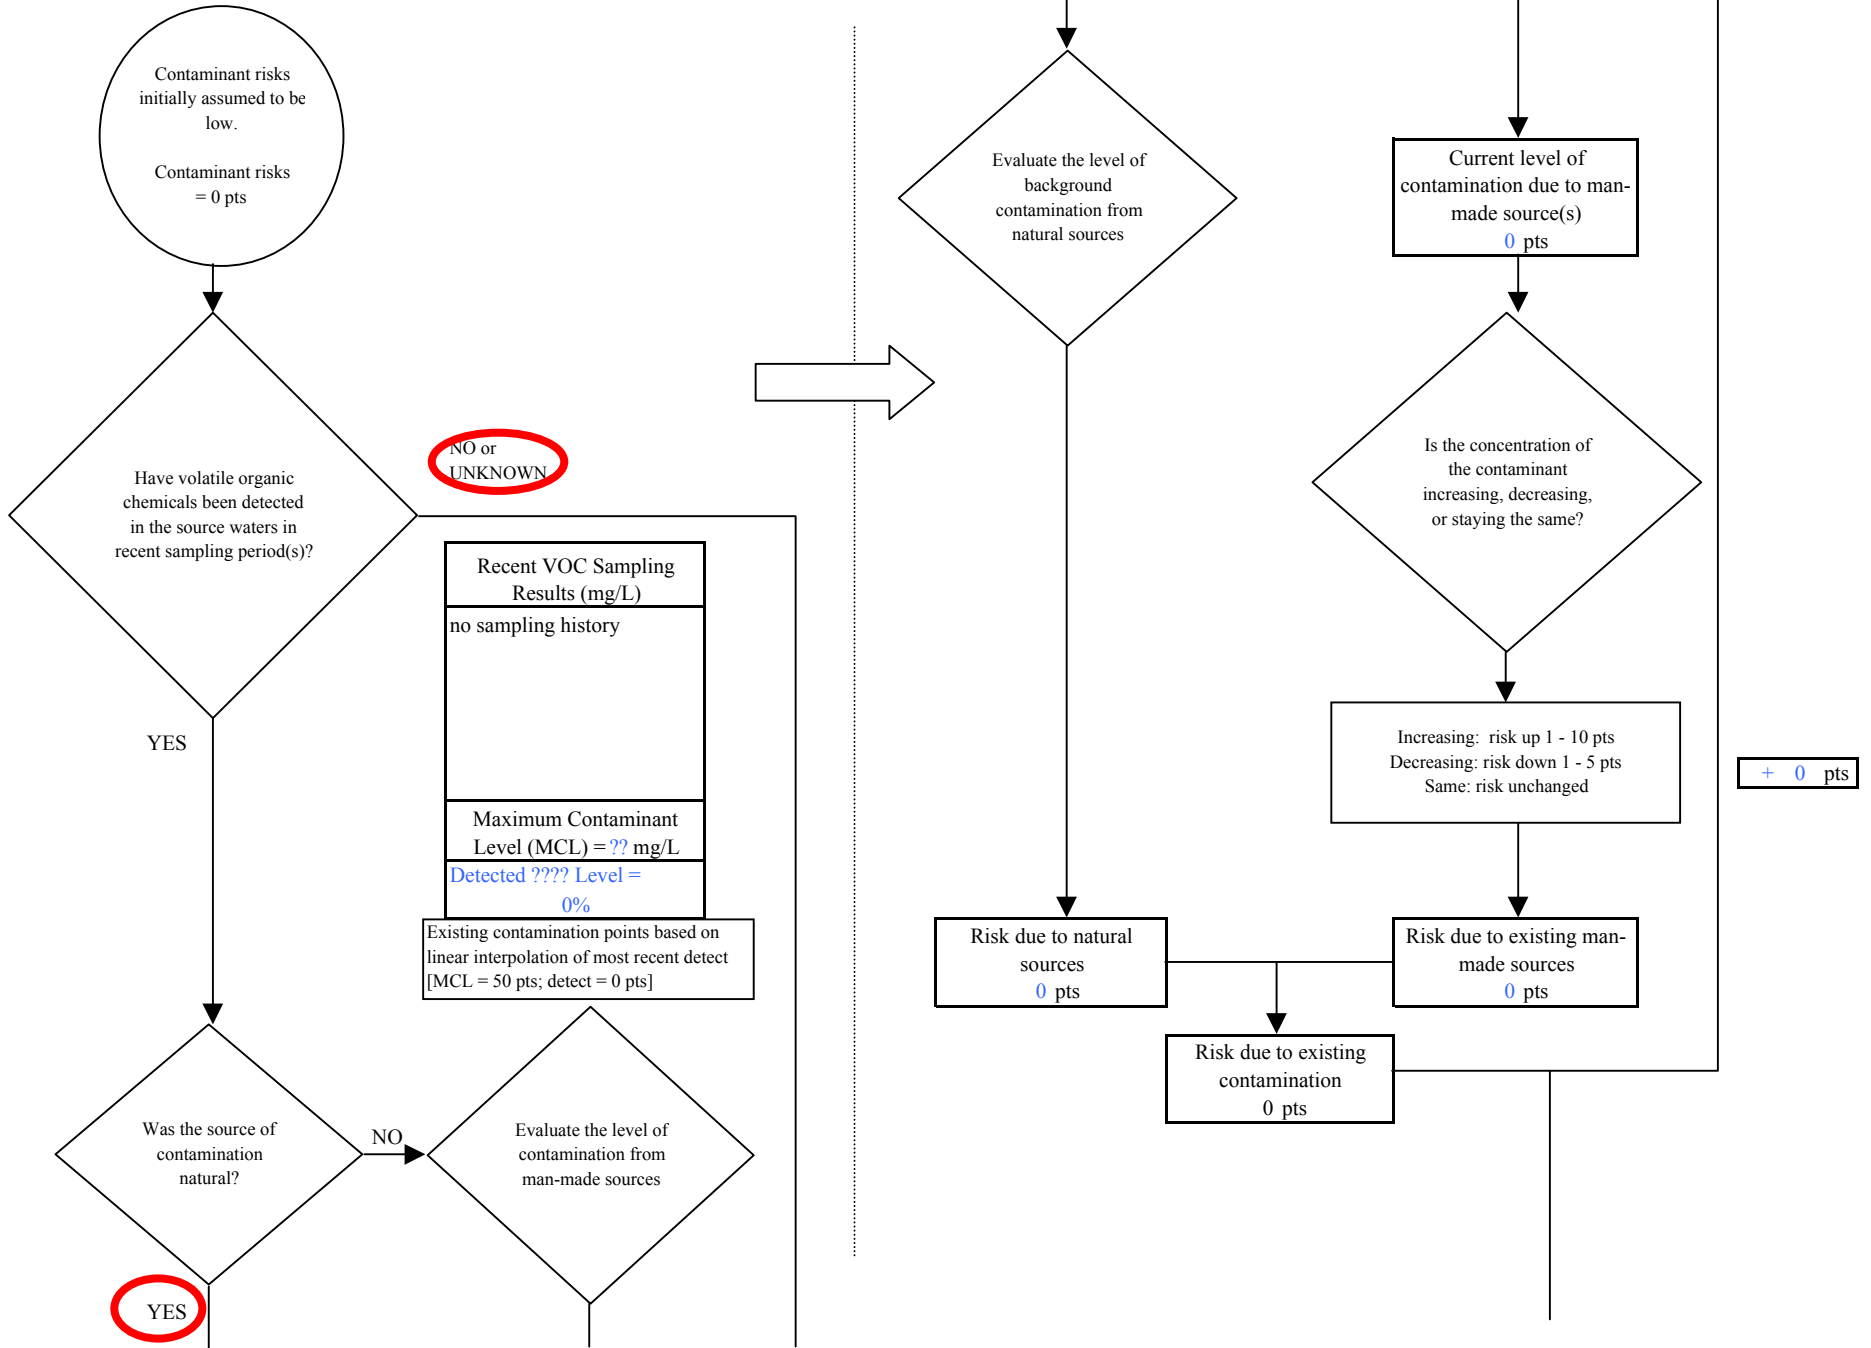 Contaminant risks
initially assumed to be
low.
Contaminant risks
= 0 pts
Have volatile organic
chemicals been detected
in the source waters in
recent sampling period(s)?
NO or
UNKNOWN
YES
Recent VOC Sampling
Results (mg/L)
no sampling history
Maximum Contaminant
Level (MCL) = ?? mg/L
Detected ???? Level =
0%
Existing contamination points based on
linear interpolation of most recent detect
[MCL = 50 pts; detect = 0 pts]
Was the source of
contamination
natural?
NO
Evaluate the level of
contamination from
man-made sources
YES
Evaluate the level of
background
contamination from
natural sources
Current level of
contamination due to man-
made source(s)
0 pts
Is the concentration of
the contaminant
increasing, decreasing,
or staying the same?
Increasing: risk up 1 - 10 pts
Decreasing: risk down 1 - 5 pts
Same: risk unchanged
+ 0 pts
Risk due to natural
sources
0 pts
Risk due to existing man-
made sources
0 pts
Risk due to existing
contamination
0 pts